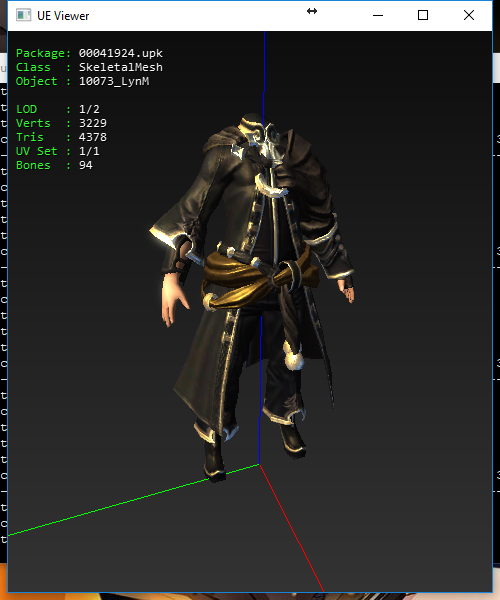 UE Viewer
Package: 00041924.upk
Class : SkeletalMesh
Object : 10073_LynM
LOD : 1/2
Verts : 3229
Tris : 4378
UV Set : 1/1
Bones : 94